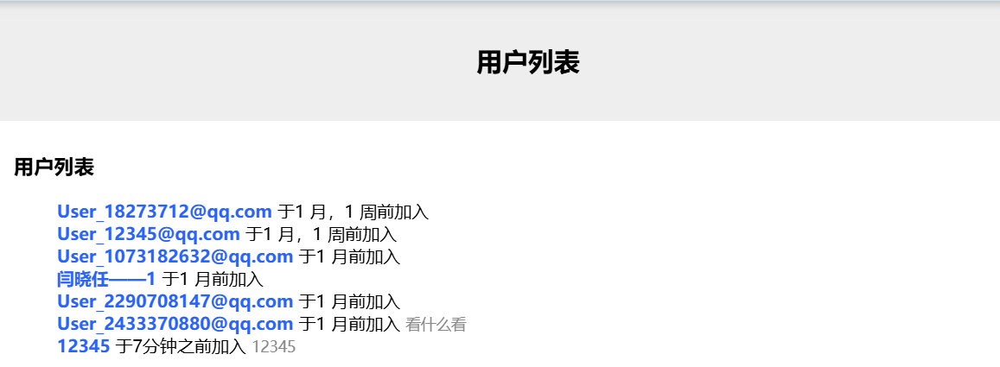 用户列表
用户列表
User_18273712@qq.com 于1 月，1 周前加入
User_12345@qq.com 于1 月，1 周前加入
User_1073182632@qq.com 于1 月前加入
闫晓任——1 于1 月前加入
User_2290708147@qq.com 于1 月前加入
User_2433370880@qq.com 于1 月前加入 看什么看
12345 于7分钟之前加入 12345